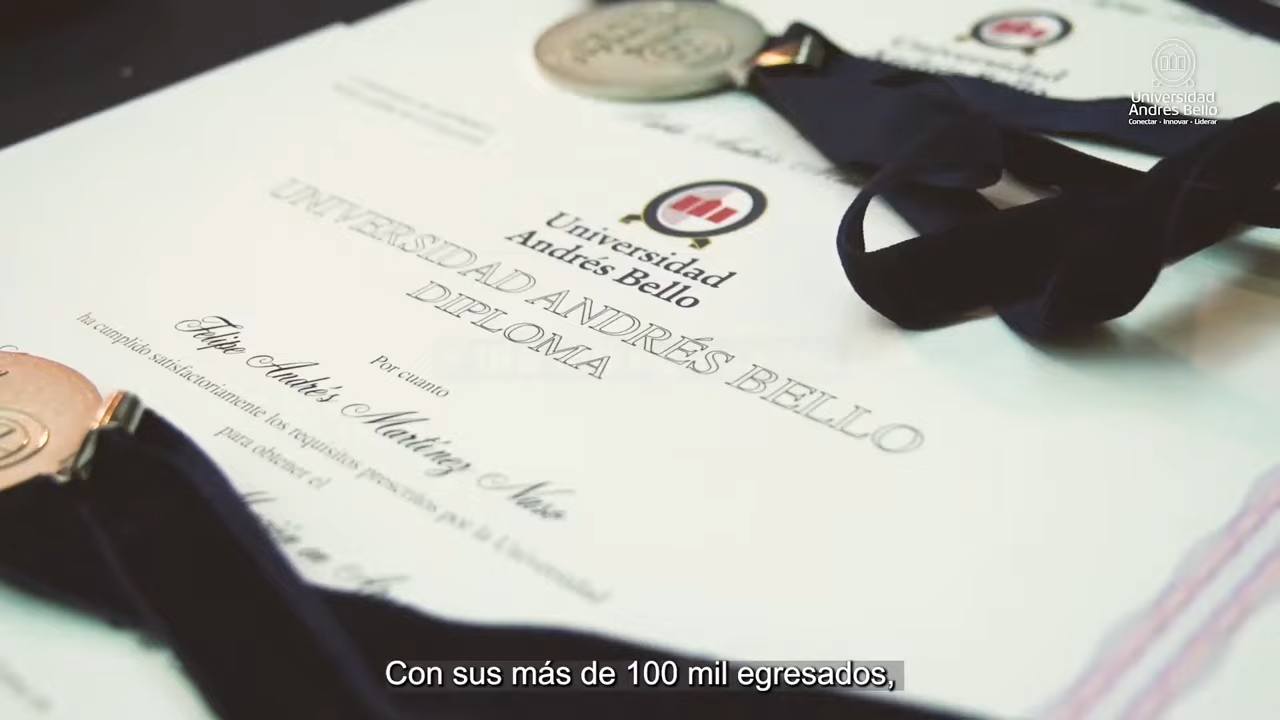 Universidad
Andrés Bello
Conectar · Innovar · Liderar
Universidad
Andrés Bello
UNIVERSIDAD ANDRÉS BELLO
DIPLOMA
Por cuanto
Felipe Andrés Martínez Naso
ha cumplido satisfactoriamente los requisitos prescritos por la Universidad
para obtener el
en
Con sus más de 100 mil egresados,